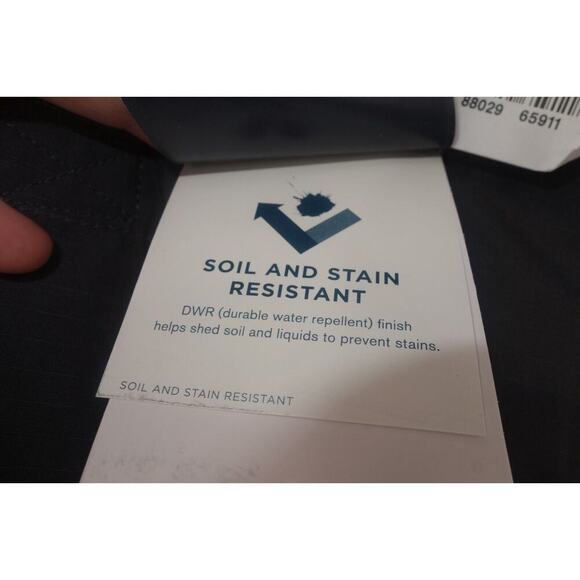 88029 65911
SOIL AND STAIN
RESISTANT
DWR (durable water repellent) finish
helps shed soil and liquids to prevent stains.
SOIL AND STAIN RESISTANT